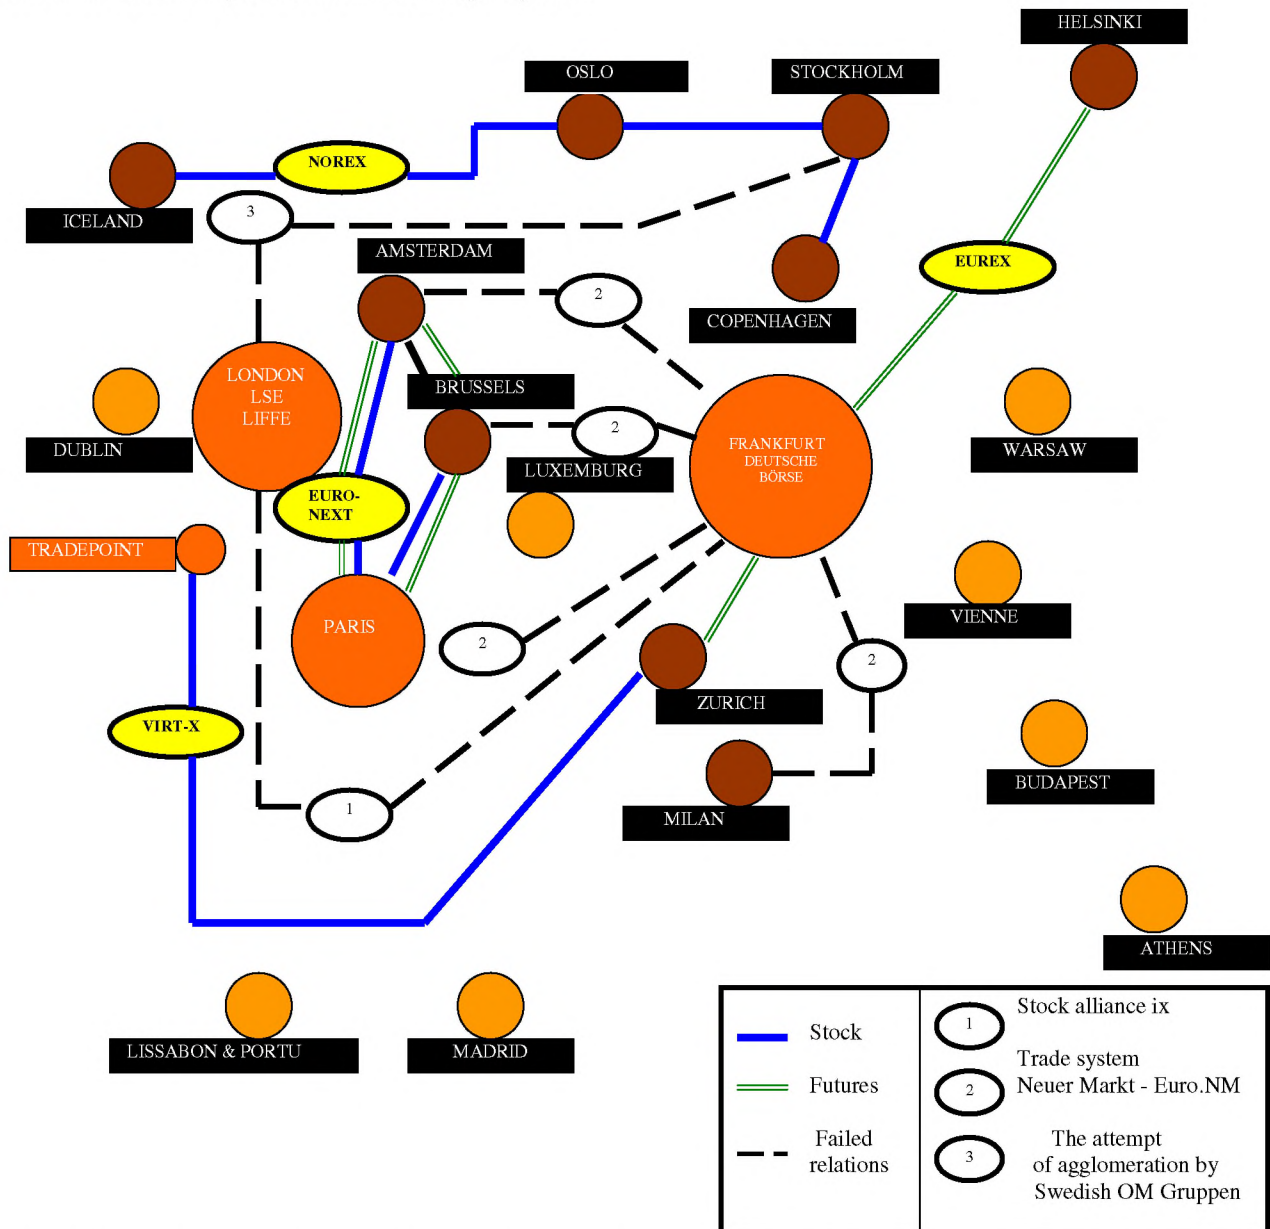 HELSINKI
OSLO
STOCKHOLM
NOREX
ICELAND
3
AMSTERDAM
EUREX
2
COPENHAGEN
LONDON
LSE
LIFFE
BRUSSELS
DUBLIN
2
FRANKFURT
DEUTSCHE
BÖRSE
WARSAW
LUXEMBURG
EURO-
NEXT
TRADEPOINT
VIENNE
PARIS
2
2
ZURICH
VIRT-X
BUDAPEST
1
MILAN
ATHENS
LISSABON & PORTU
MADRID
Stock
Futures
Failed
relations
1
Stock alliance ix
2
Trade system
Neuer Markt - Euro.NM
3
The attempt
of agglomeration by
Swedish OM Gruppen